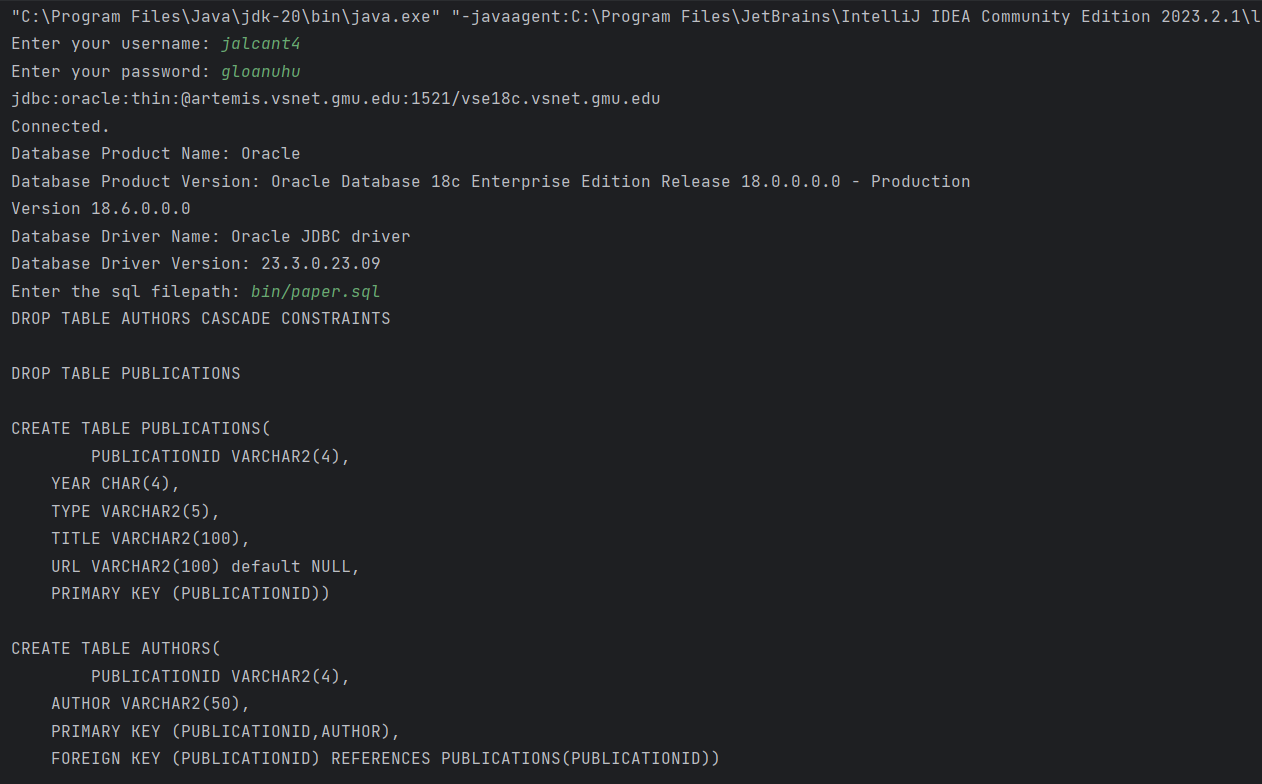 "C:\Program Files\Java\jdk-20\bin\java.exe" "-javaagent:C:\Program Files\JetBrains\IntelliJ IDEA Community Edition 2023.2.1\l
Enter your username: jalcant4
Enter your password: gloanuhu
jdbc:oracle:thin:@artemis.vsnet.gmu.edu:1521/vse18c.vsnet.gmu.edu
Connected.
Database Product Name: Oracle
Database Product Version: Oracle Database 18c Enterprise Edition Release 18.0.0.0.0 - Production
Version 18.6.0.0.0
Database Driver Name: Oracle JDBC driver
Database Driver Version: 23.3.0.23.09
Enter the sql filepath: bin/paper.sql
DROP TABLE AUTHORS CASCADE CONSTRAINTS
DROP TABLE PUBLICATIONS
CREATE TABLE PUBLICATIONS(
PUBLICATIONID VARCHAR2(4),
YEAR CHAR(4),
TYPE VARCHAR2(5),
TITLE VARCHAR2(100),
URL VARCHAR2(100) default NULL,
PRIMARY KEY (PUBLICATIONID))
CREATE TABLE AUTHORS(
PUBLICATIONID VARCHAR2(4),
AUTHOR VARCHAR2(50),
PRIMARY KEY (PUBLICATIONID,AUTHOR),
FOREIGN KEY (PUBLICATIONID) REFERENCES PUBLICATIONS(PUBLICATIONID))